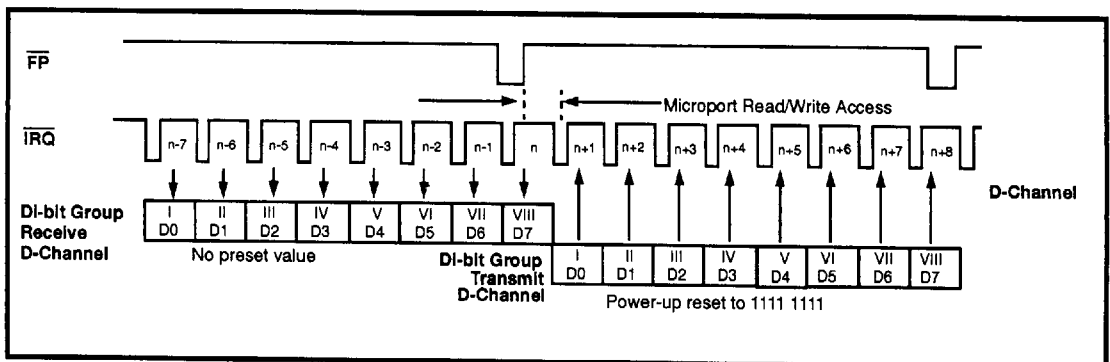 FP
Microport Read/Write Access
IRQ
n-7 n-6 n-5 n-4 n-3 n-2 n-1 n n+1 n+2 n+3 n+4 n+5 n+6 n+7 n+8
D-Channel
Di-bit Group
Receive
D-Channel
I II III IV V VI VII VIII
D0 D1 D2 D3 D4 D5 D6 D7
No preset value
Di-bit Group
Transmit
D-Channel
I II III IV V VI VII VIII
D0 D1 D2 D3 D4 D5 D6 D7
Power-up reset to 1111 1111